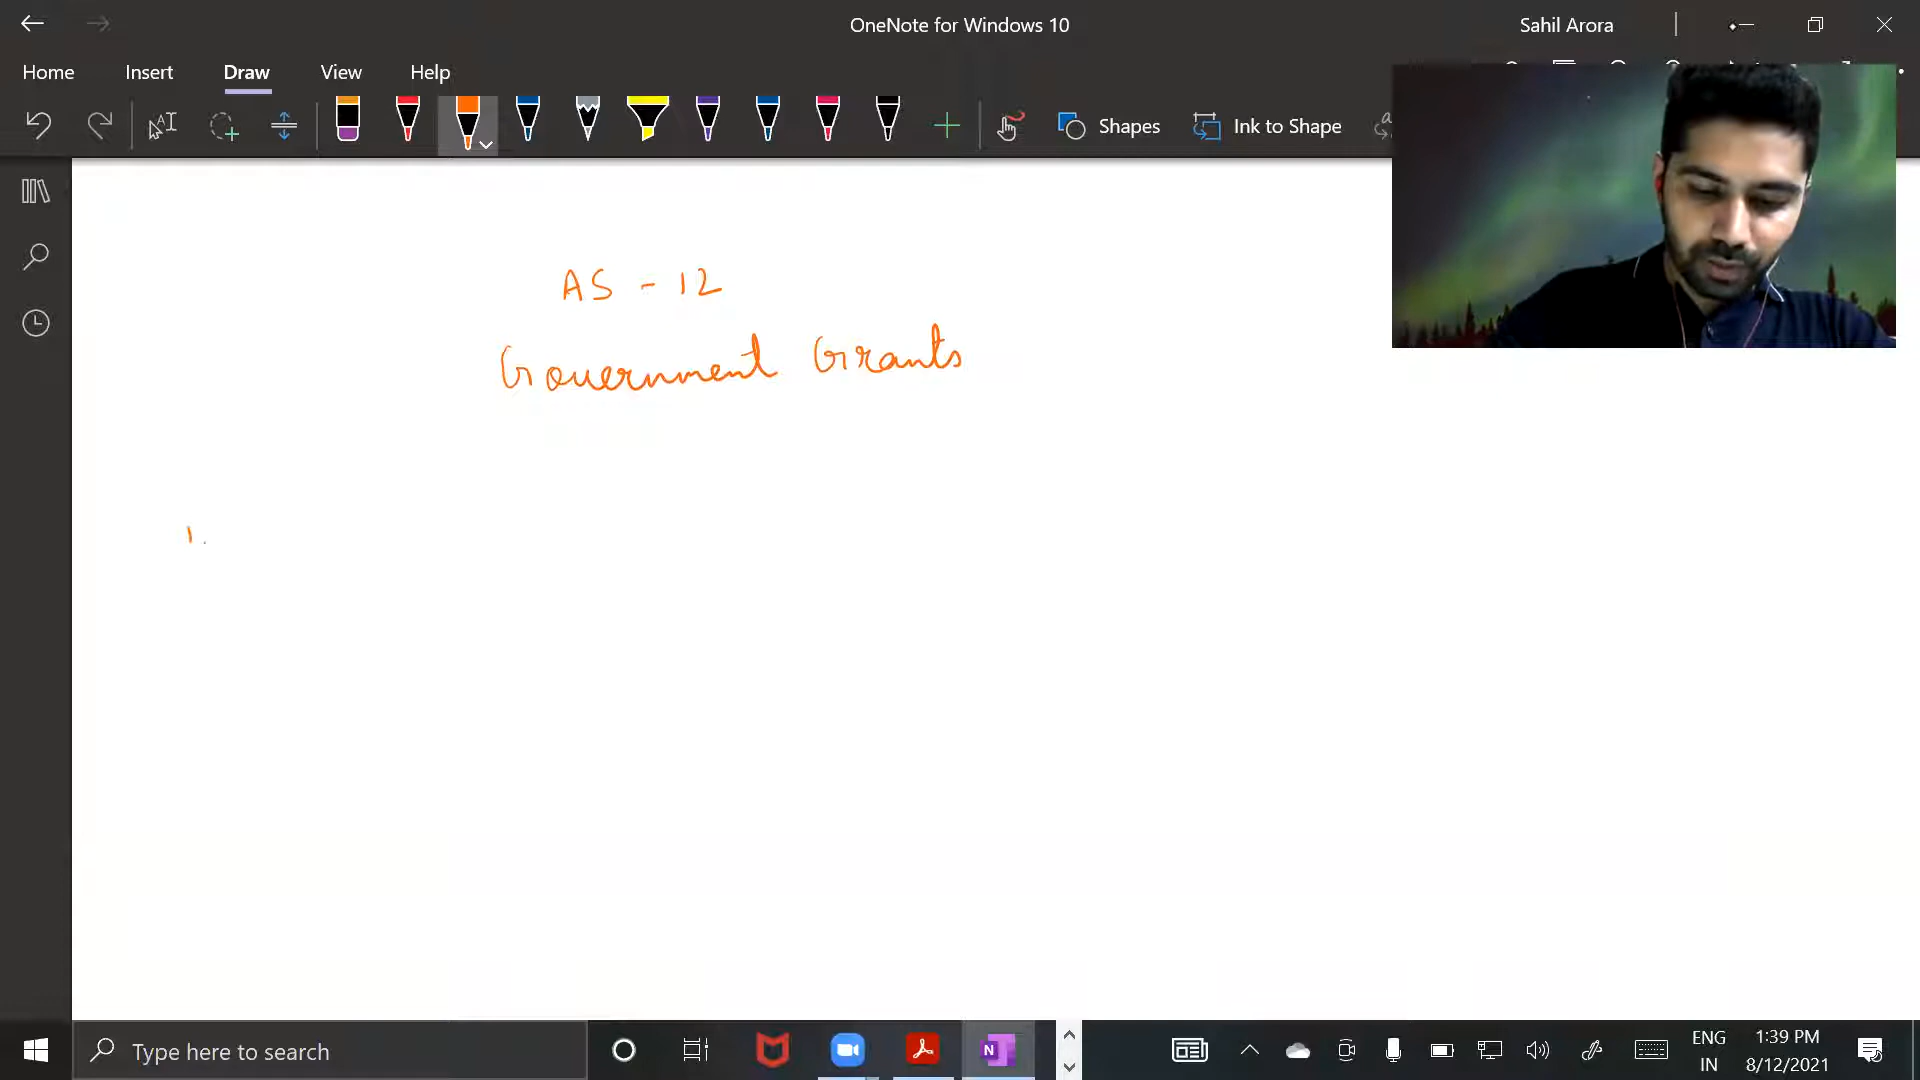 OneNote for Windows 10
Sahil Arora
Home Insert Draw View Help
Shapes
Ink to Shape
AS - 12
Government Grants
1.
Type here to search
ENG
IN
1:39 PM
8/12/2021